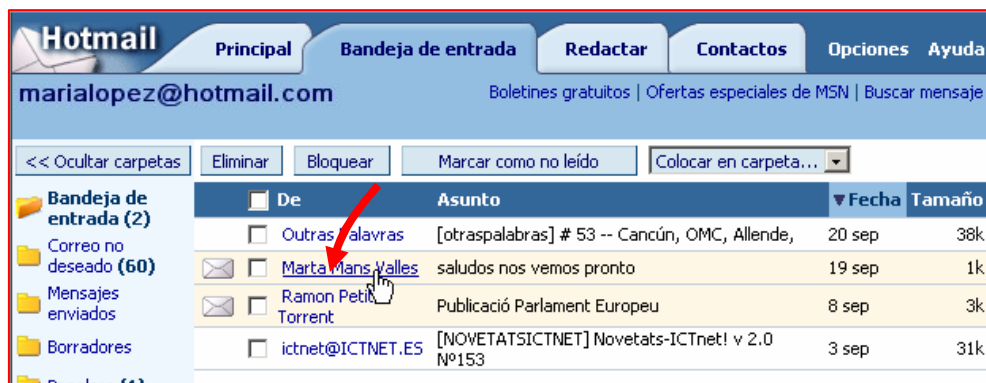 Hotmail
Principal Bandeja de entrada Redactar Contactos Opciones Ayuda
marialopez@hotmail.com
Boletines gratuitos | Ofertas especiales de MSN | Buscar mensaje
<< Ocultar carpetas Eliminar Bloquear Marcar como no leído Colocar en carpeta...
Bandeja de
entrada (2)
Correo no
deseado (60)
Mensajes
enviados
Borradores
De Asunto Fecha Tamaño
Outras Palavras [otraspalabras] # 53 -- Cancún, OMC, Allende, 20 sep 38k
Marta Mans Valles saludos nos vemos pronto 19 sep 1k
Ramon Petit
Torrent
Publicació Parlament Europeu 8 sep 3k
ictnet@ICTNET.ES
[NOVETATSICTNET] Novetats-ICTnet! v 2.0
Nº153
3 sep 31k